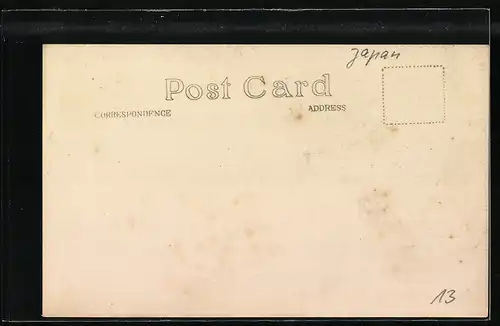 Japan
Post Card
CORRESPONDENCE ADDRESS
13